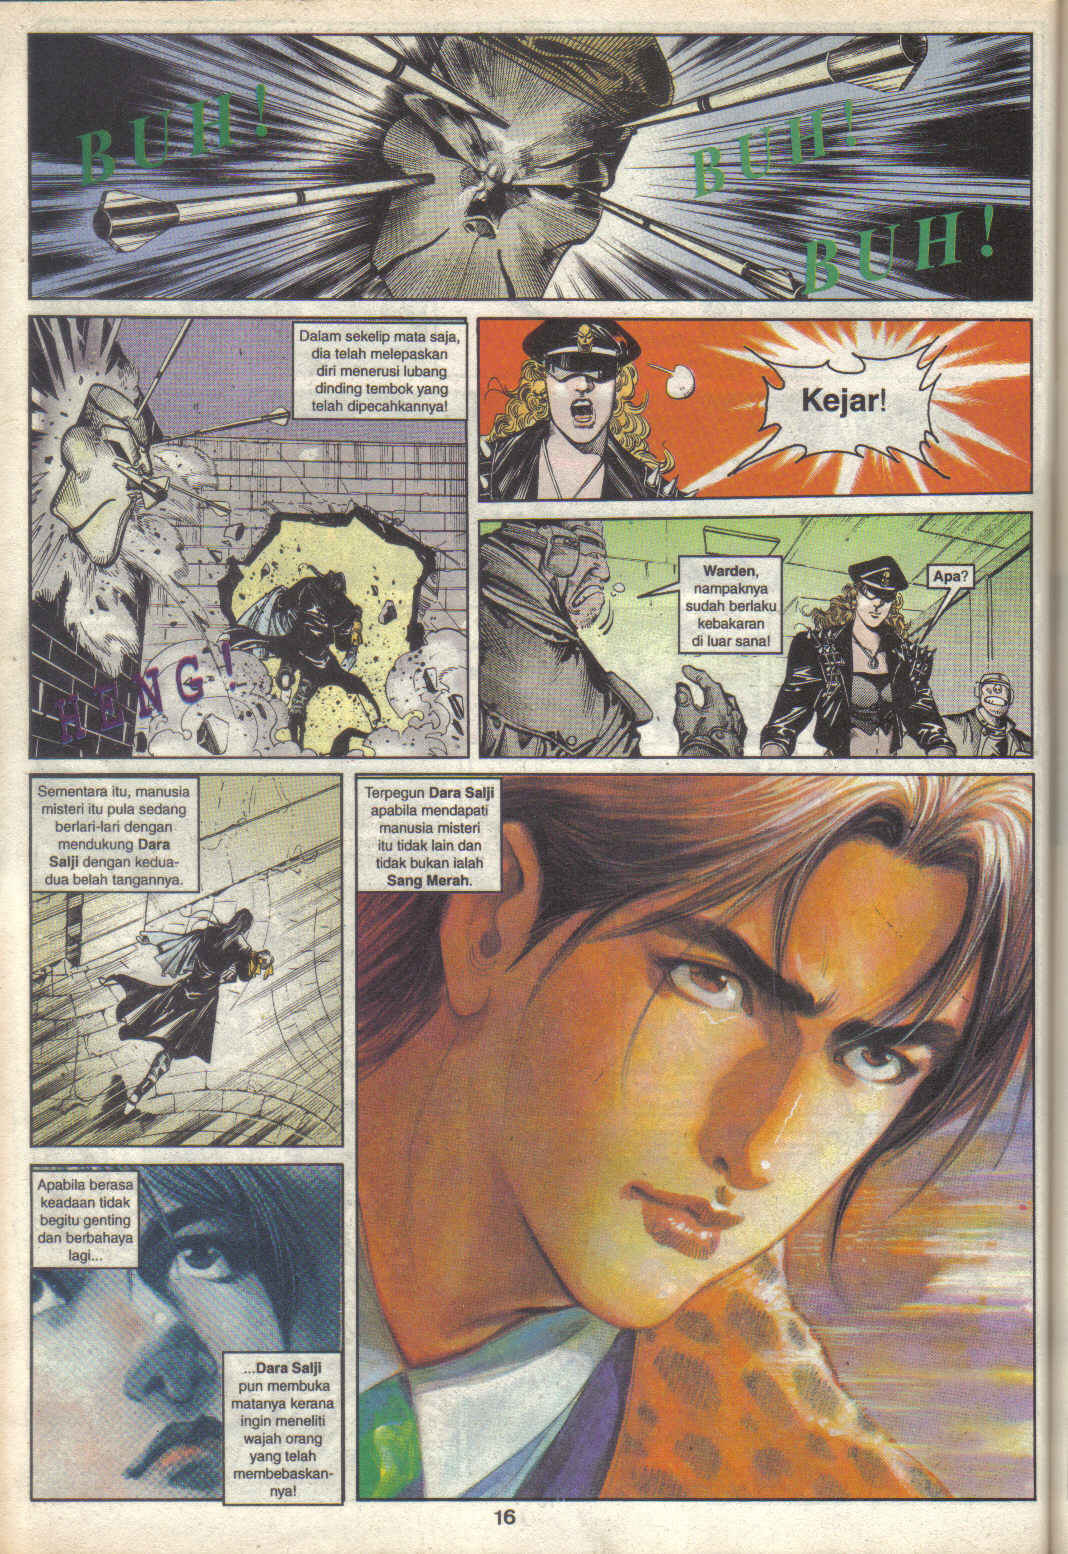 BUH!
BUH!
BUH!
Dalam sekelip mata saja,
dia telah melepaskan
diri menerusi lubang
dinding tembok yang
telah dipecahkannya!
HENG!
Kejar!
Warden,
nampaknya
sudah berlaku
kebakaran
di luar sana!
Apa?
Sementara itu, manusia
misteri itu pula sedang
berlari-lari dengan
mendukung Dara
Salji dengan kedua-
dua belah tangannya.
Apabila berasa
keadaan tidak
begitu genting
dan berbahaya
lagi...
...Dara Salji
pun membuka
matanya kerana
ingin meneliti
wajah orang
yang telah
membebaskan-
nya!
Terpegun Dara Salji
apabila mendapati
manusia misteri
itu tidak lain dan
tidak bukan ialah
Sang Merah.
16